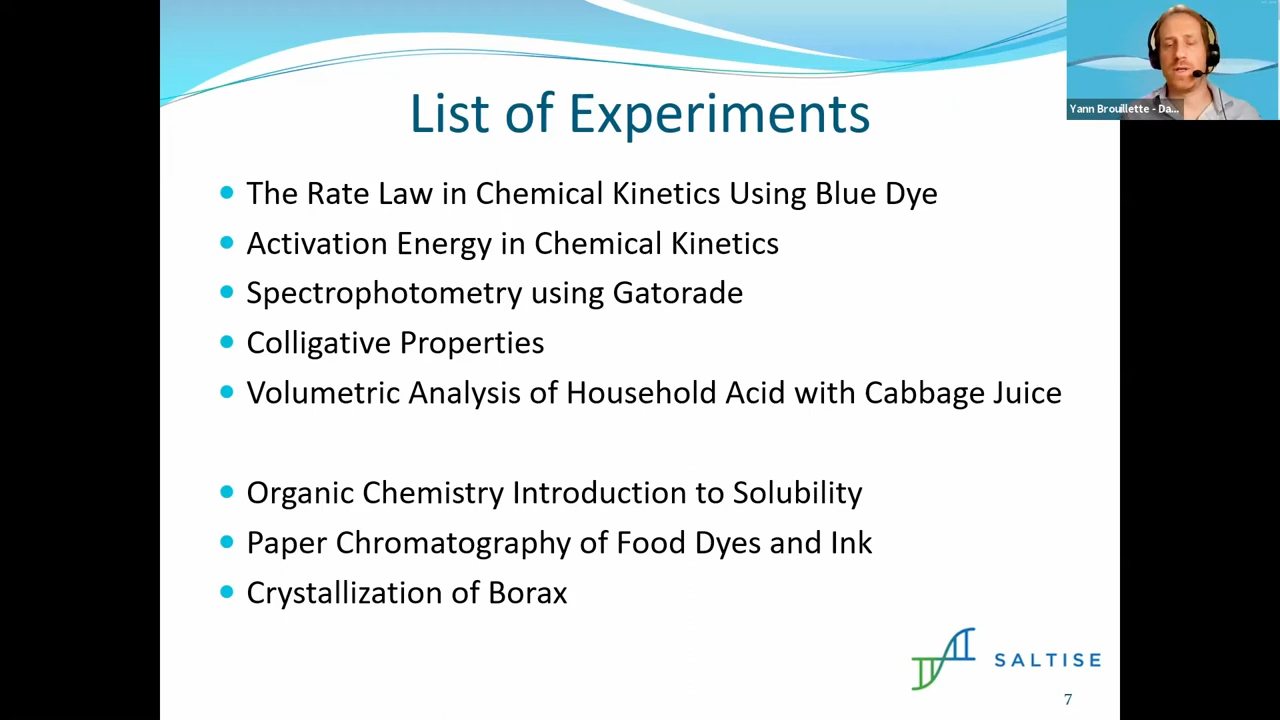 List of Experiments
Yann Brouillette - Da...
The Rate Law in Chemical Kinetics Using Blue Dye
Activation Energy in Chemical Kinetics
Spectrophotometry using Gatorade
Colligative Properties
Volumetric Analysis of Household Acid with Cabbage Juice
Organic Chemistry Introduction to Solubility
Paper Chromatography of Food Dyes and Ink
Crystallization of Borax
SALTISE
7